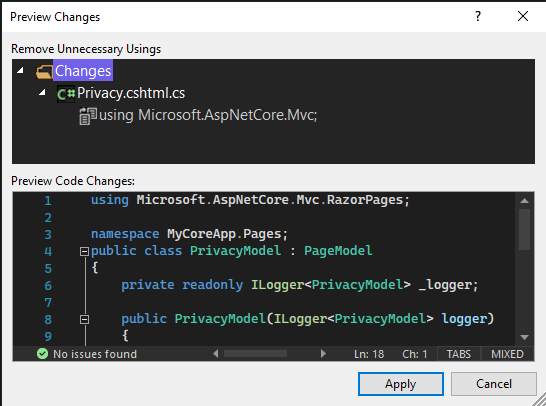 Preview Changes ? ×
Remove Unnecessary Usings
Changes
C# Privacy.cshtml.cs
using Microsoft.AspNetCore.Mvc;
Preview Code Changes:
1 using Microsoft.AspNetCore.Mvc.RazorPages;
2
3 namespace MyCoreApp.Pages;
4 public class PrivacyModel : PageModel
5 {
6 private readonly ILogger<PrivacyModel> _logger;
7
8 public PrivacyModel(ILogger<PrivacyModel> logger)
9 {
No issues found Ln: 18 Ch: 1 TABS MIXED
Apply Cancel